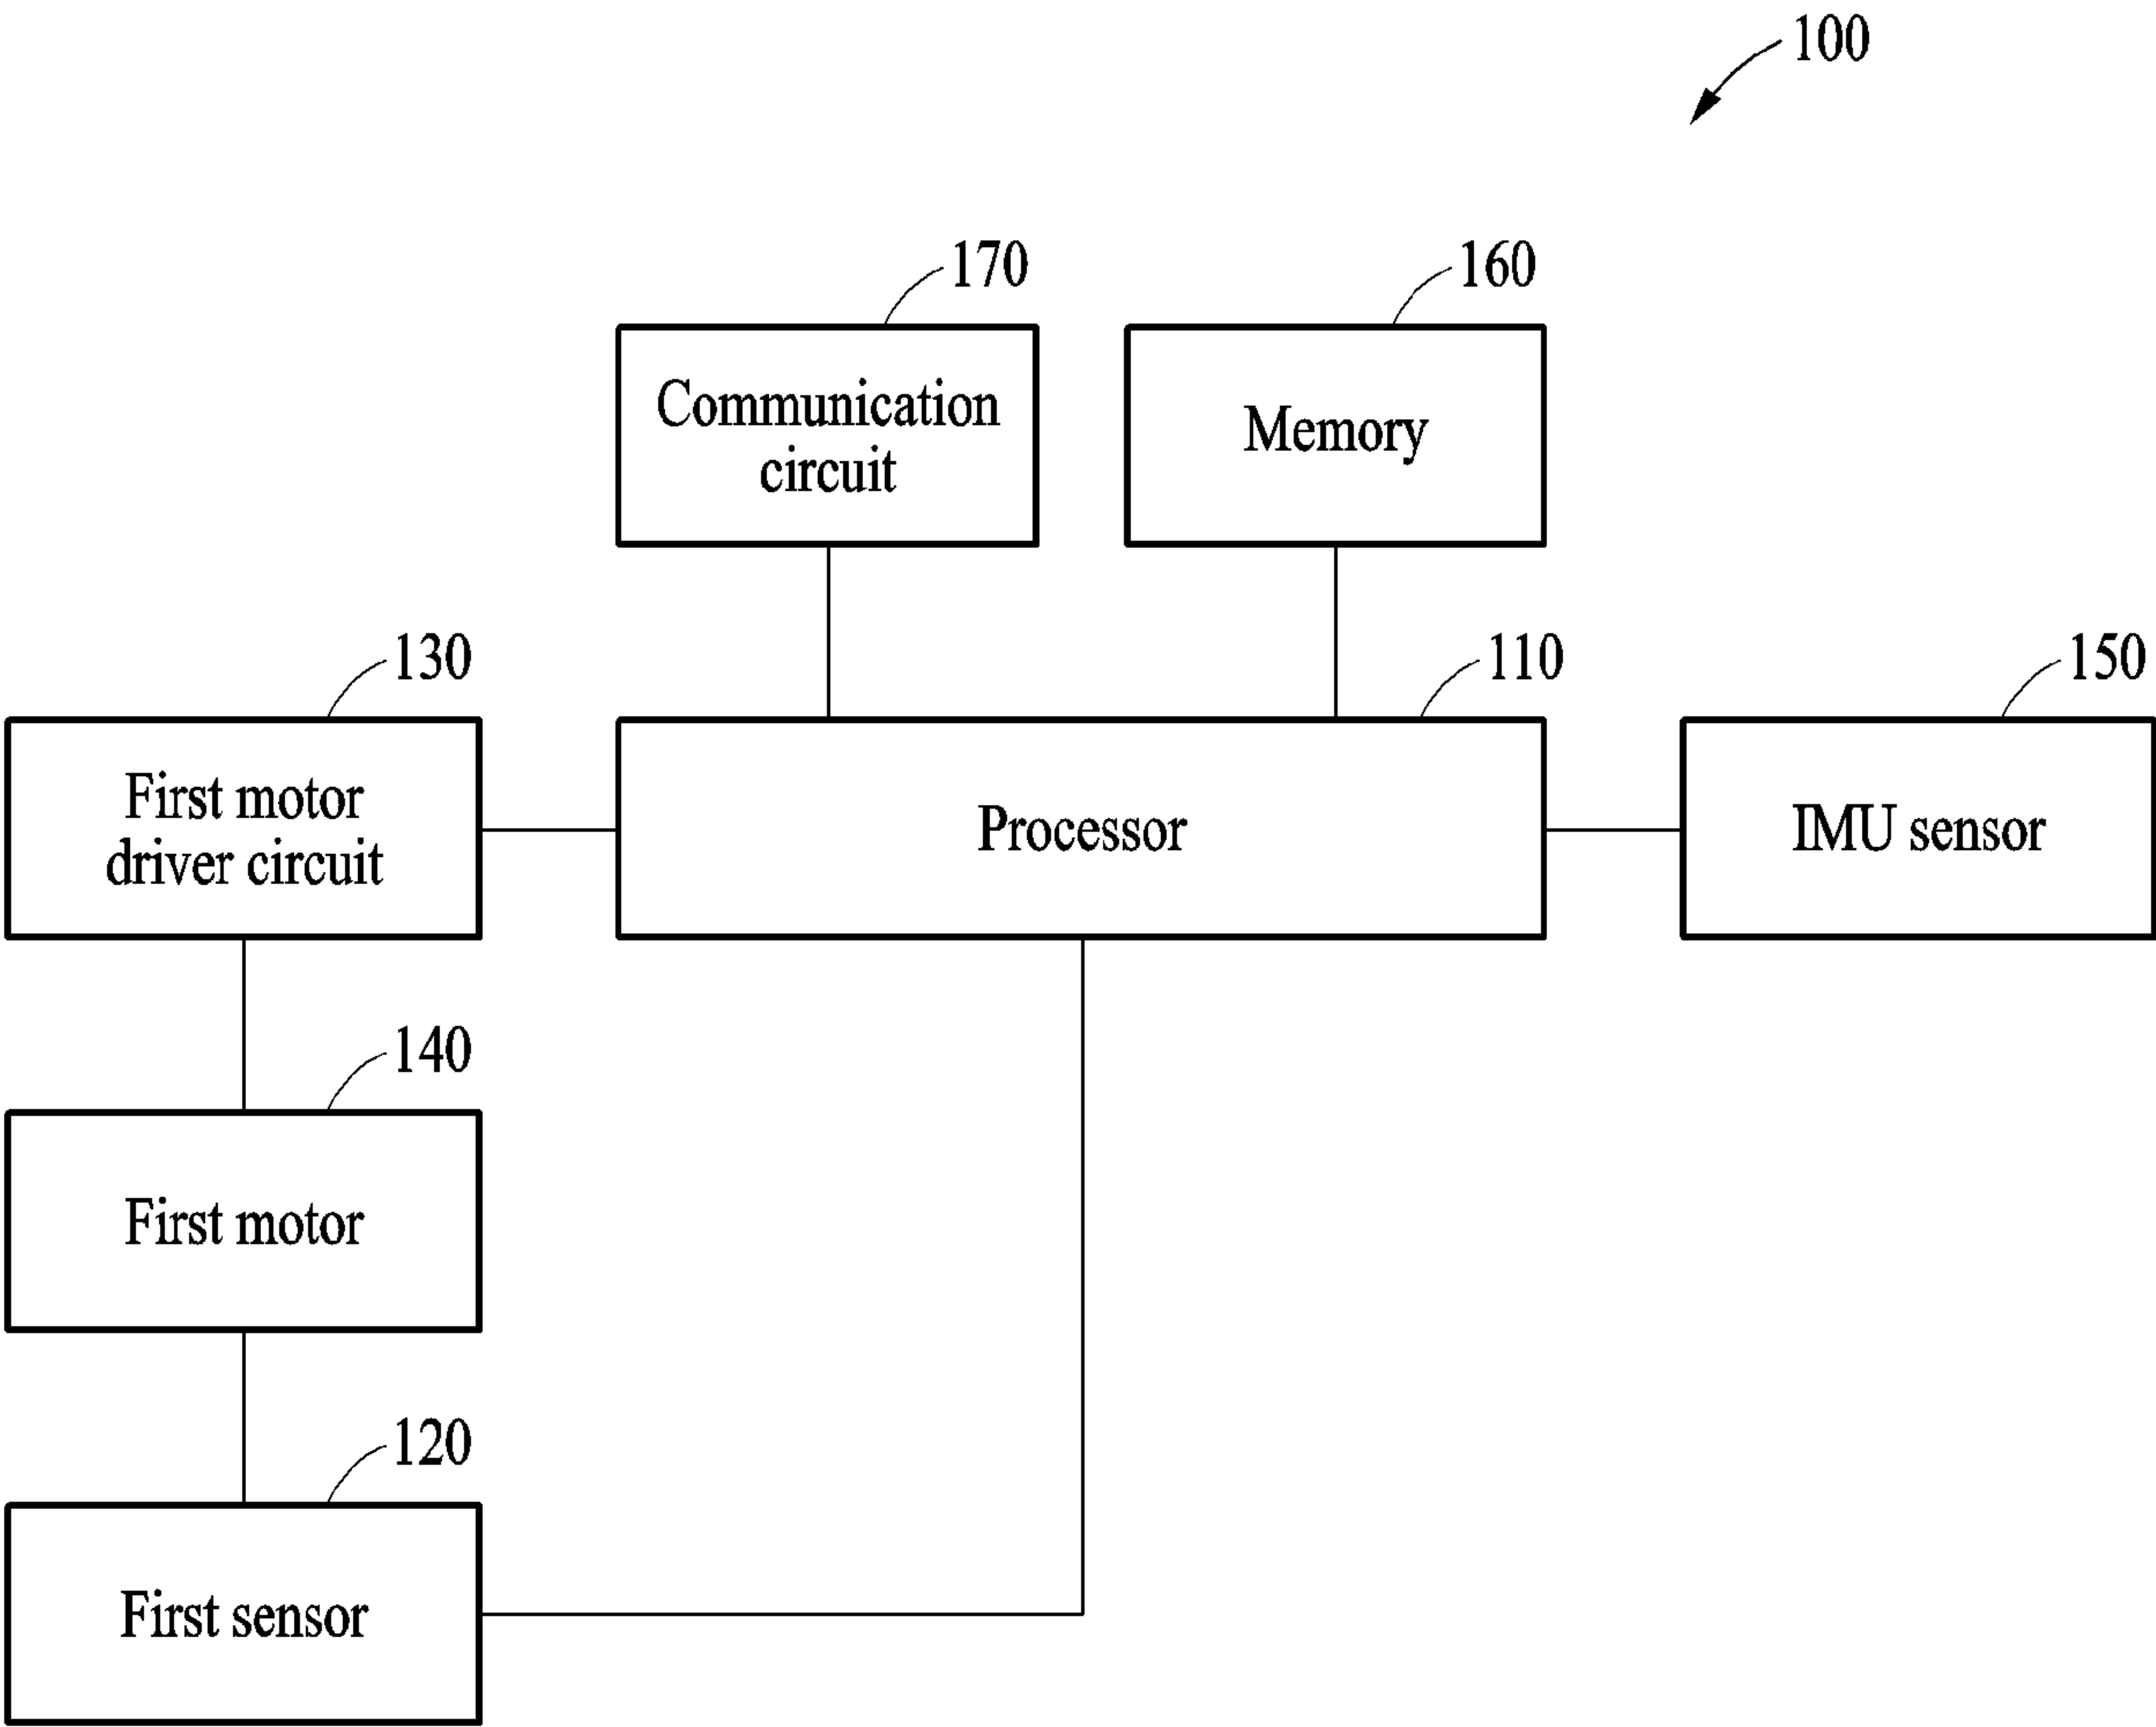 100
170
160
Communication
circuit
Memory
130
110
150
First motor
driver circuit
Processor
IMU sensor
140
First motor
120
First sensor